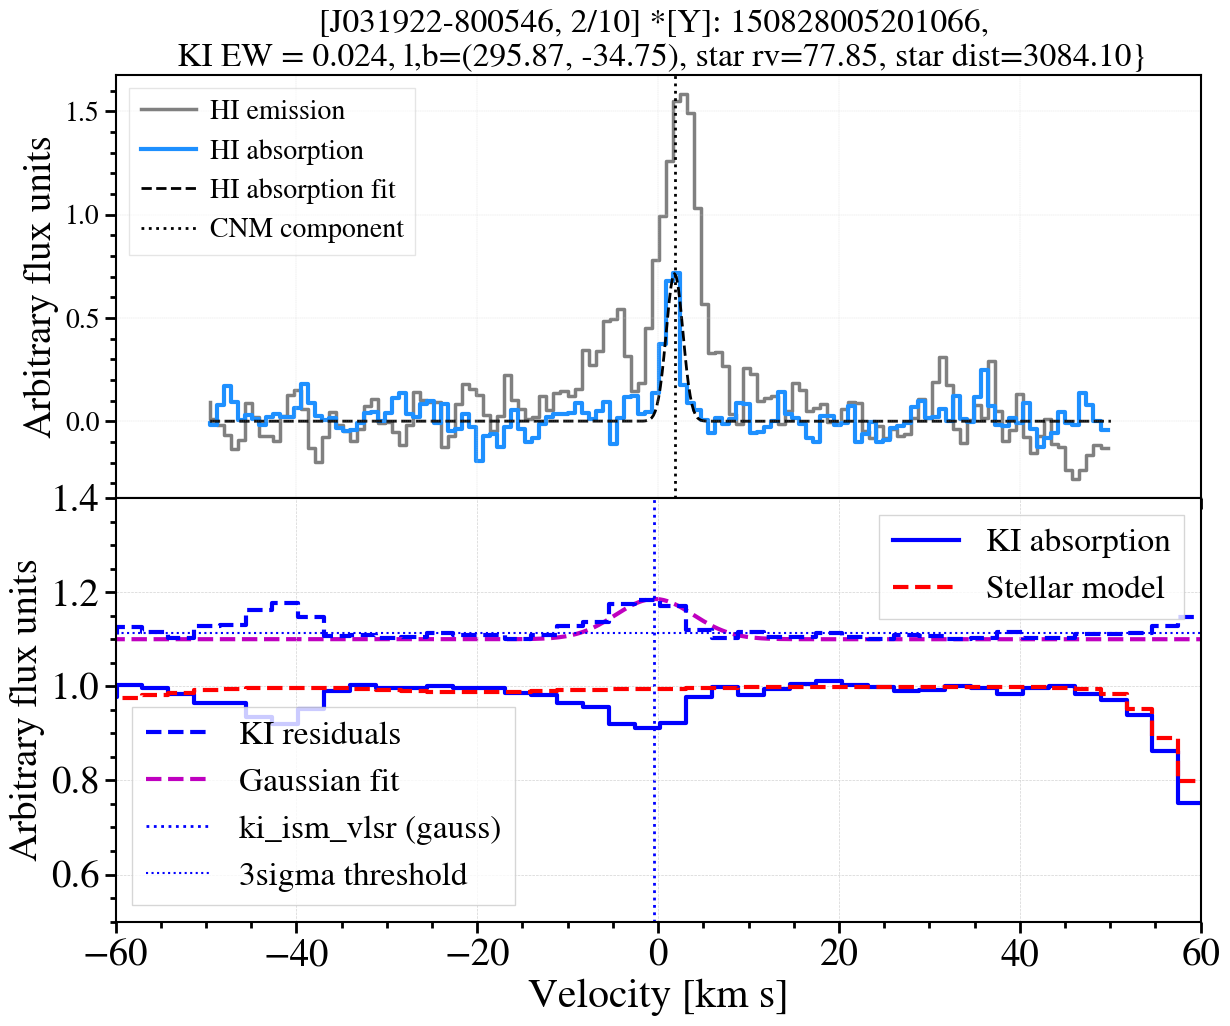 [J031922-800546, 2/10] *[Y]: 150828005201066,
KI EW = 0.024, l,b=(295.87, -34.75), star rv=77.85, star dist=3084.10}
HI emission
HI absorption
HI absorption fit
CNM component
Arbitrary flux units
1.5
1.0
0.5
0.0
KI absorption
Stellar model
KI residuals
Gaussian fit
ki_ism_vlsr (gauss)
3sigma threshold
Arbitrary flux units
1.4
1.2
1.0
0.8
0.6
−60
−40
−20
0
20
40
60
Velocity [km s]